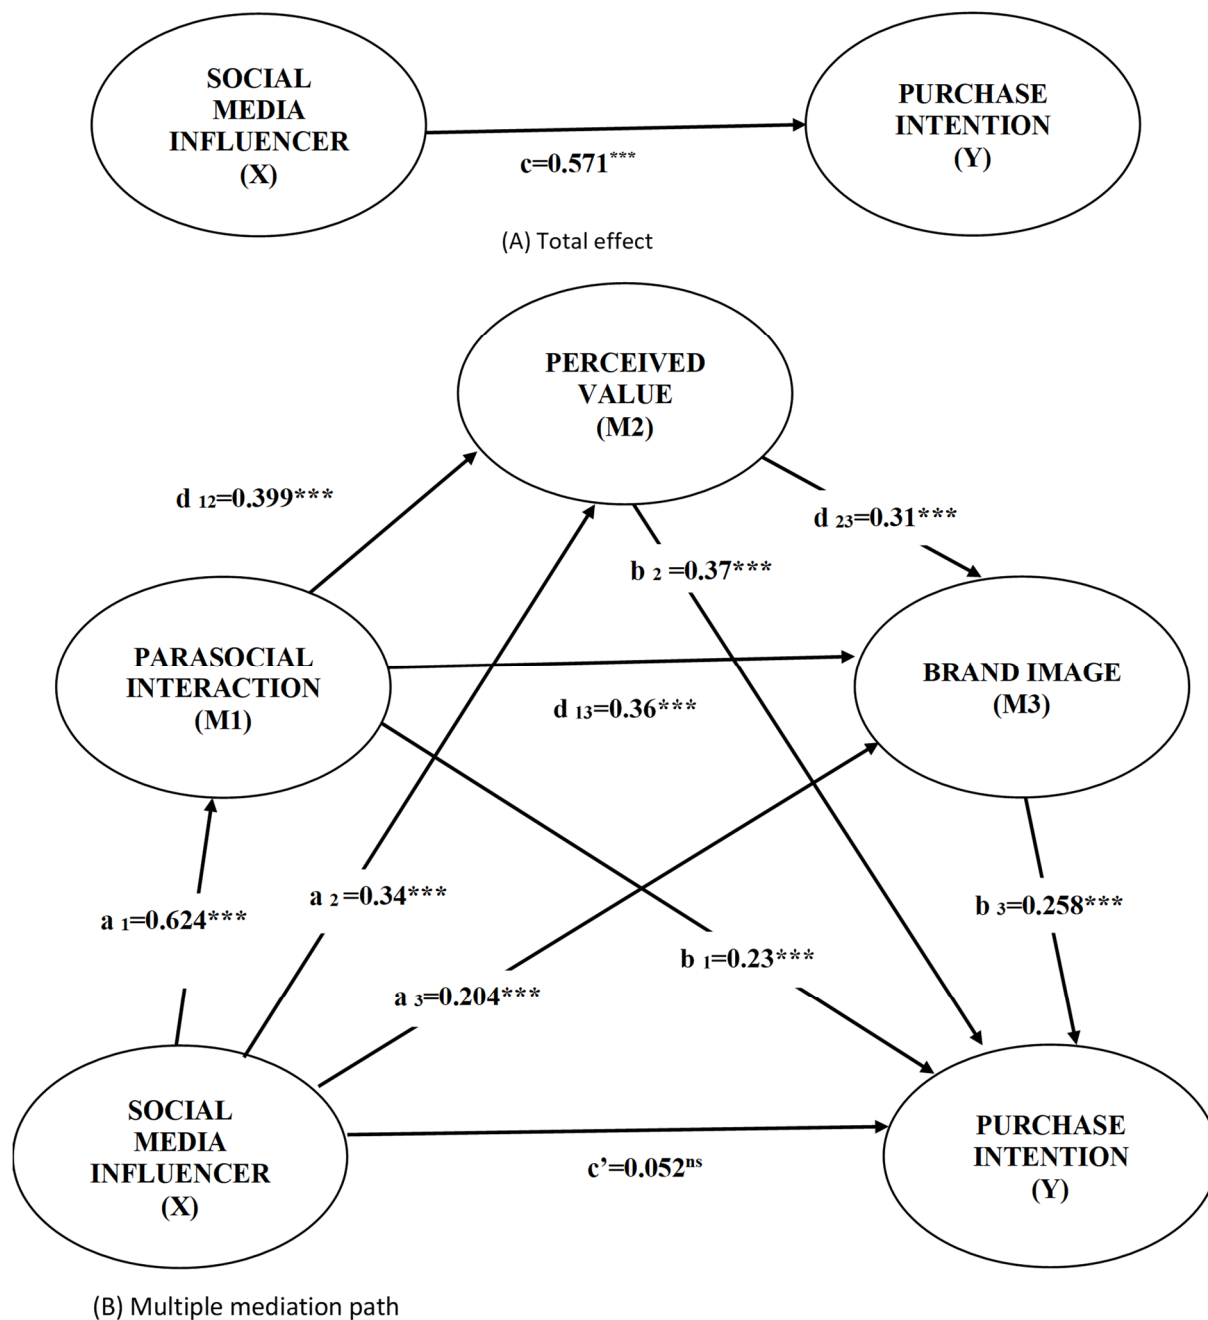 SOCIAL
MEDIA
INFLUENCER
(X)
c=0.571***
PURCHASE
INTENTION
(Y)
(A) Total effect
PERCEIVED
VALUE
(M2)
d 12=0.399***
d 23=0.31***
b 2 =0.37***
PARASOCIAL
INTERACTION
(M1)
BRAND IMAGE
(M3)
d 13=0.36***
a 1=0.624***
a 2=0.34***
b 3=0.258***
b 1=0.23***
a 3=0.204***
SOCIAL
MEDIA
INFLUENCER
(X)
c’=0.052ns
PURCHASE
INTENTION
(Y)
(B) Multiple mediation path